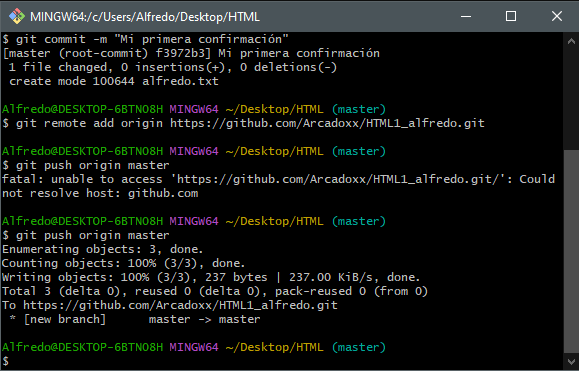 MINGW64:/c/Users/Alfredo/Desktop/HTML
$ git commit -m "Mi primera confirmación"
[master (root-commit) f3972b3] Mi primera confirmación
 1 file changed, 0 insertions(+), 0 deletions(-)
 create mode 100644 alfredo.txt
Alfredo@DESKTOP-6BTNO8H MINGW64 ~/Desktop/HTML (master)
$ git remote add origin https://github.com/Arcadoxx/HTML1_alfredo.git
Alfredo@DESKTOP-6BTNO8H MINGW64 ~/Desktop/HTML (master)
$ git push origin master
fatal: unable to access 'https://github.com/Arcadoxx/HTML1_alfredo.git/': Could
not resolve host: github.com
Alfredo@DESKTOP-6BTNO8H MINGW64 ~/Desktop/HTML (master)
$ git push origin master
Enumerating objects: 3, done.
Counting objects: 100% (3/3), done.
Writing objects: 100% (3/3), 237 bytes | 237.00 KiB/s, done.
Total 3 (delta 0), reused 0 (delta 0), pack-reused 0 (from 0)
To https://github.com/Arcadoxx/HTML1_alfredo.git
 * [new branch]      master -> master
Alfredo@DESKTOP-6BTNO8H MINGW64 ~/Desktop/HTML (master)
$